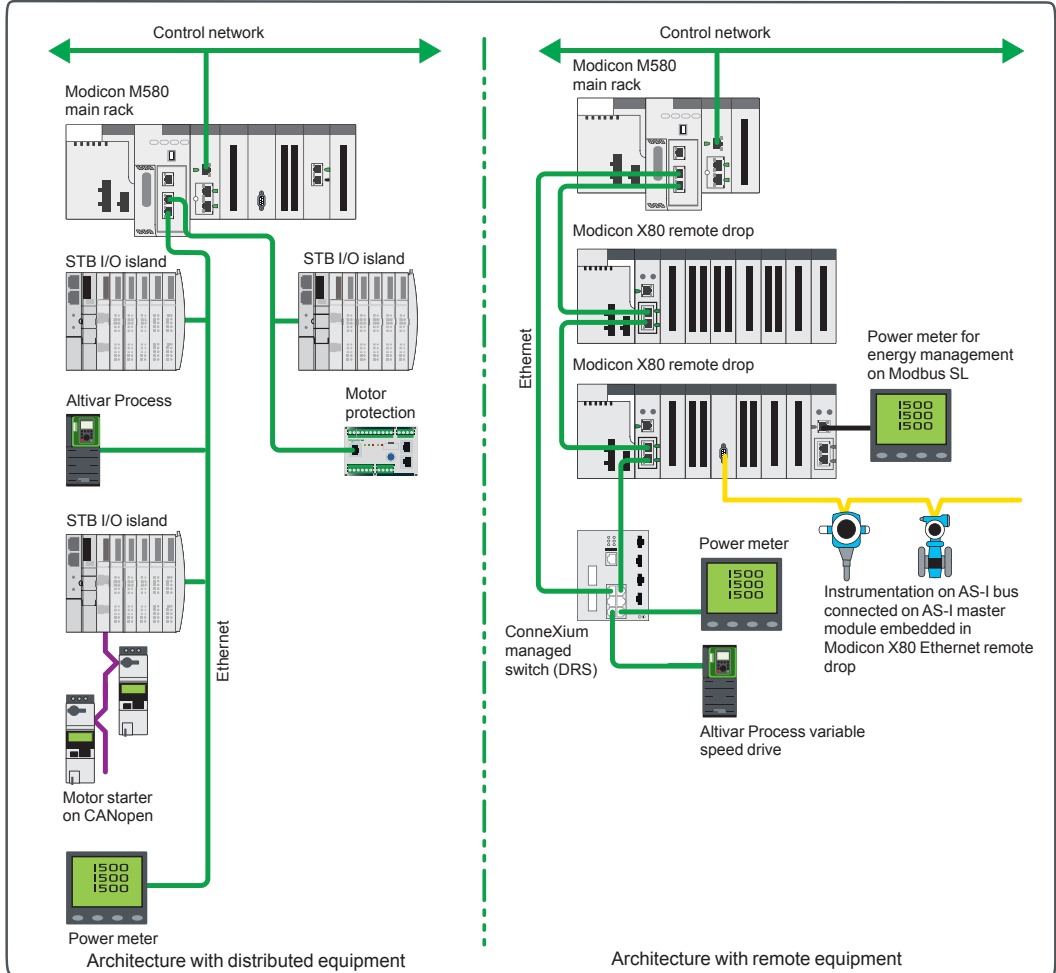 Control network
Modicon M580
main rack
STB I/O island
STB I/O island
Altivar Process
Motor
protection
STB I/O island
Ethernet
Motor starter
on CANopen
1500
1500
1500
Power meter
Architecture with distributed equipment
Control network
Modicon M580
main rack
Modicon X80 remote drop
Ethernet
Modicon X80 remote drop
Power meter for
energy management
on Modbus SL
1500
1500
1500
Power meter
1500
1500
1500
ConneXium
managed
switch (DRS)
Instrumentation on AS-I bus
connected on AS-I master
module embedded in
Modicon X80 Ethernet remote
drop
Altivar Process variable
speed drive
Architecture with remote equipment